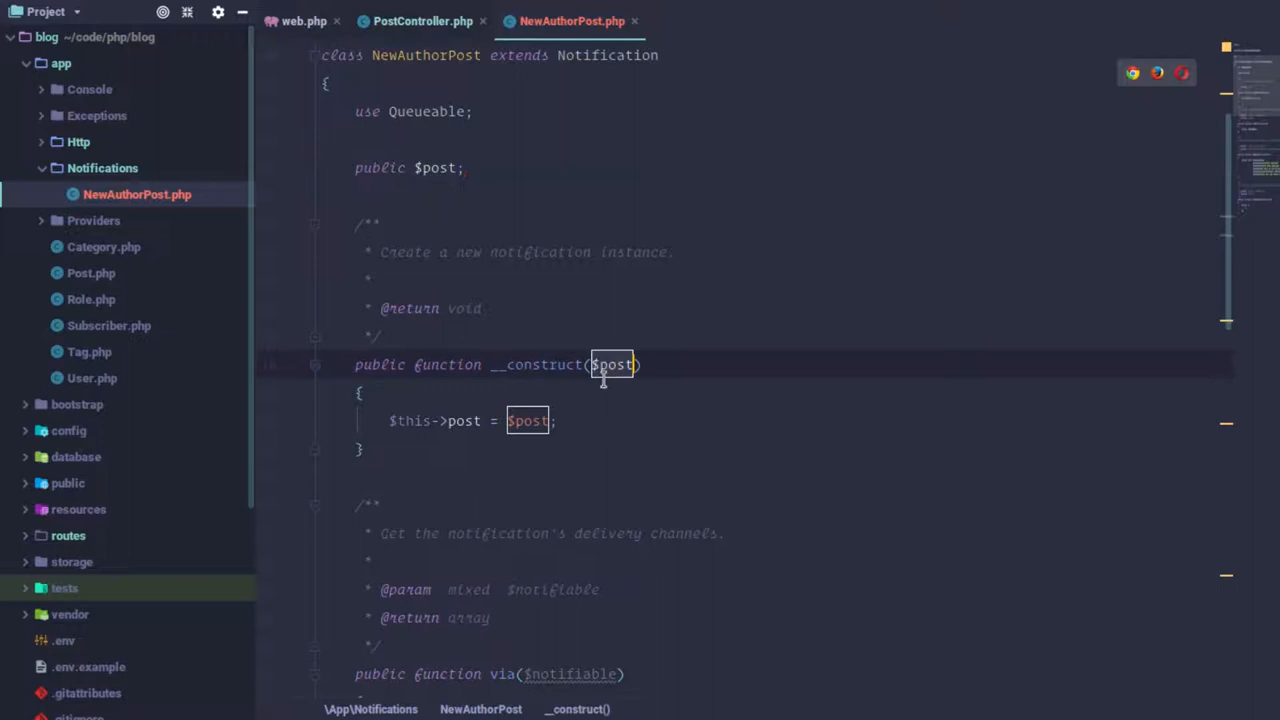 Project
web.php
PostController.php
NewAuthorPost.php
blog ~/code/php/blog
app
Console
Exceptions
Http
Notifications
NewAuthorPost.php
Providers
Category.php
Post.php
Role.php
Subscriber.php
Tag.php
User.php
bootstrap
config
database
public
resources
routes
storage
tests
vendor
.env
.env.example
.gitattributes
.gitignore
class NewAuthorPost extends Notification
{
use Queueable;
public $post;
/**
* Create a new notification instance.
*
* @return void
*/
public function __construct($post)
{
$this->post = $post;
}
/**
* Get the notification's delivery channels.
*
* @param mixed $notifiable
* @return array
*/
public function via($notifiable)
\App\Notifications
NewAuthorPost
__construct()